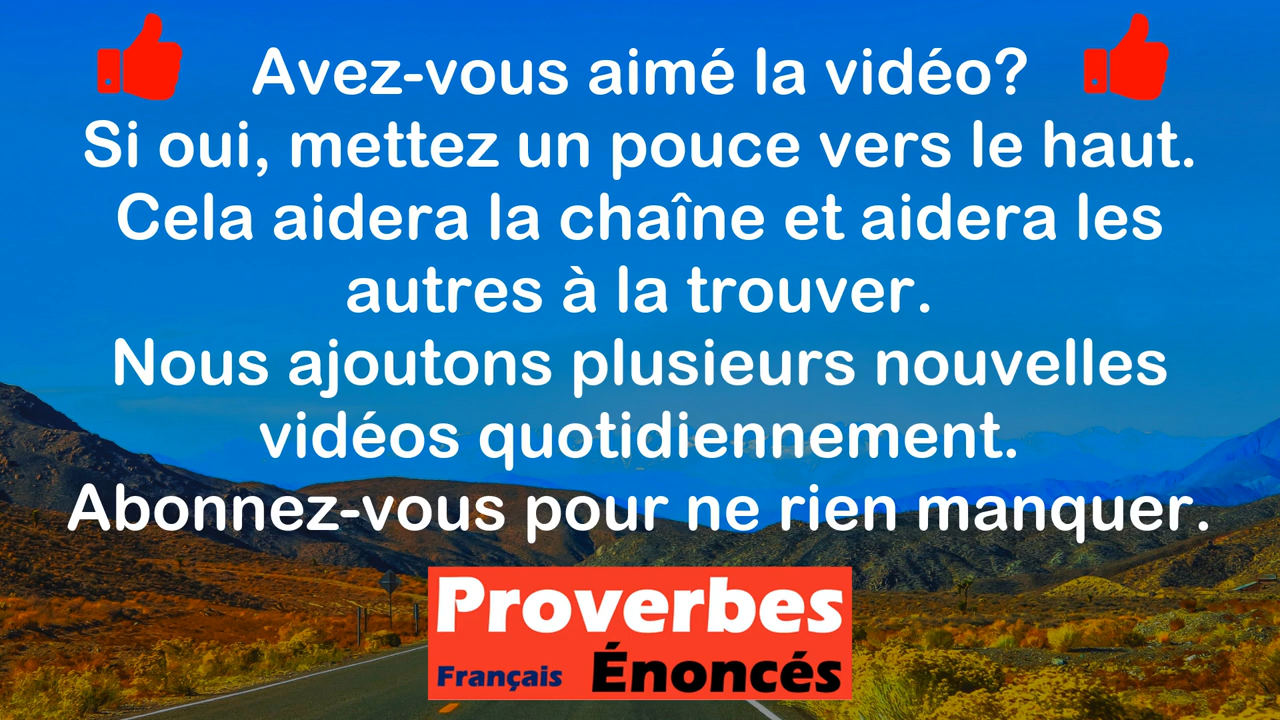 Avez-vous aimé la vidéo?
Si oui, mettez un pouce vers le haut.
Cela aidera la chaîne et aidera les
autres à la trouver.
Nous ajoutons plusieurs nouvelles
vidéos quotidiennement.
Abonnez-vous pour ne rien manquer.
Proverbes
Français Énoncés